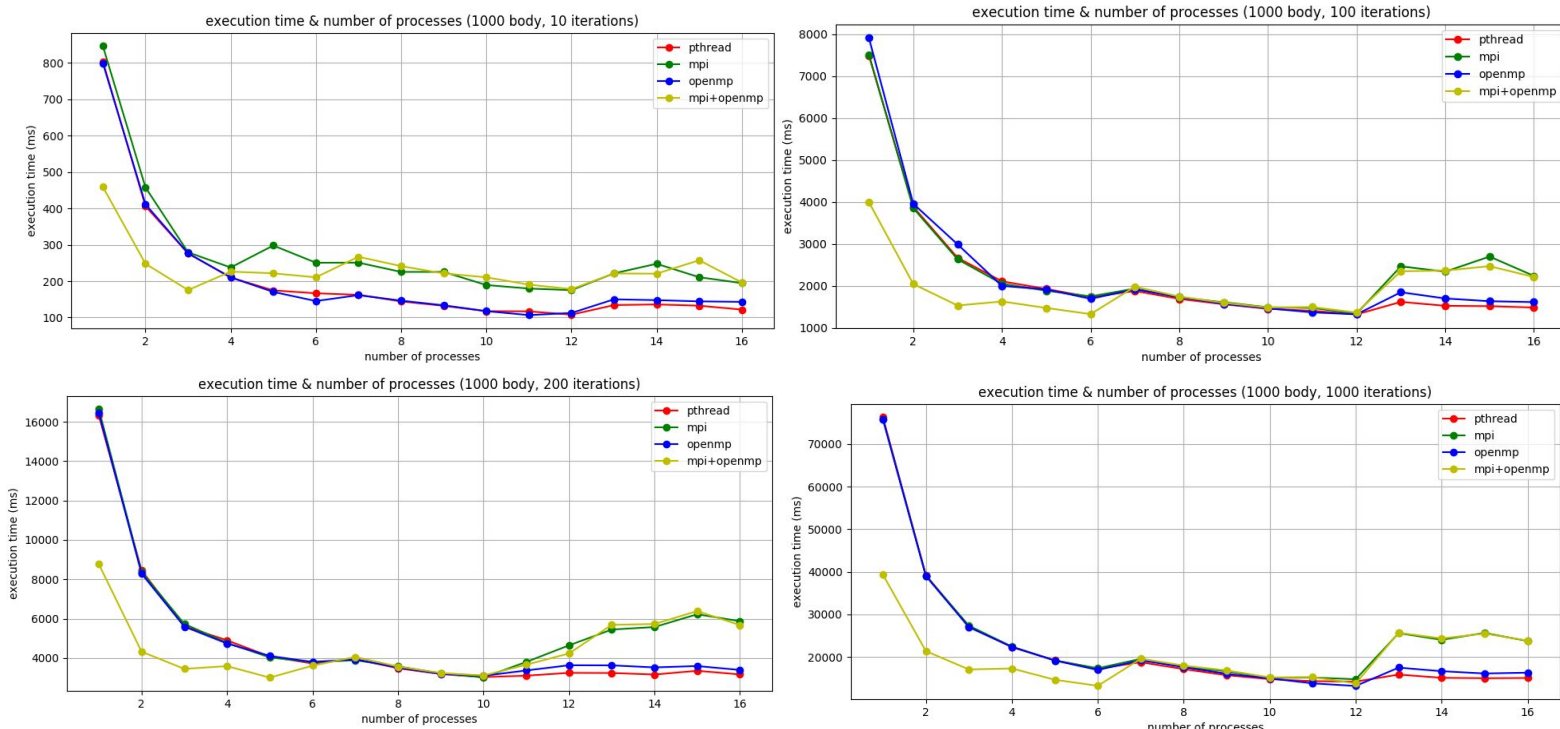 execution time & number of processes (1000 body, 10 iterations)
execution time (ms)
800
700
600
500
400
300
200
100
pthread
mpi
openmp
mpi+openmp
2 4 6 8 10 12 14 16
number of processes
execution time & number of processes (1000 body, 100 iterations)
execution time (ms)
8000
7000
6000
5000
4000
3000
2000
1000
pthread
mpi
openmp
mpi+openmp
2 4 6 8 10 12 14 16
number of processes
execution time & number of processes (1000 body, 200 iterations)
execution time (ms)
16000
14000
12000
10000
8000
6000
4000
pthread
mpi
openmp
mpi+openmp
2 4 6 8 10 12 14 16
number of processes
execution time & number of processes (1000 body, 1000 iterations)
execution time (ms)
70000
60000
50000
40000
30000
20000
pthread
mpi
openmp
mpi+openmp
2 4 6 8 10 12 14 16
number of processes